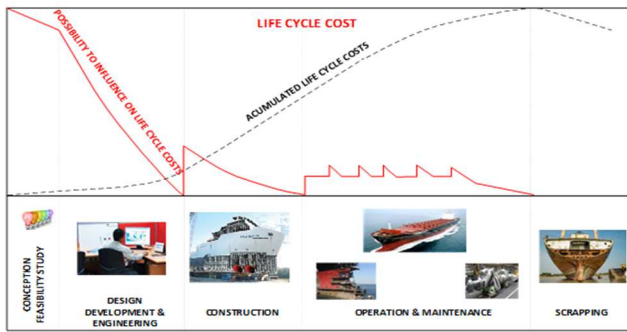 LIFE CYCLE COST
POSSIBILITY TO INFLUENCE ON LIFE CYCLE COSTS
ACUMULATED LIFE CYCLE COSTS
CONCEPTION
FEASIBILITY STUDY
DESIGN
DEVELOPMENT &
ENGINEERING
CONSTRUCTION
OPERATION & MAINTENANCE
SCRAPPING